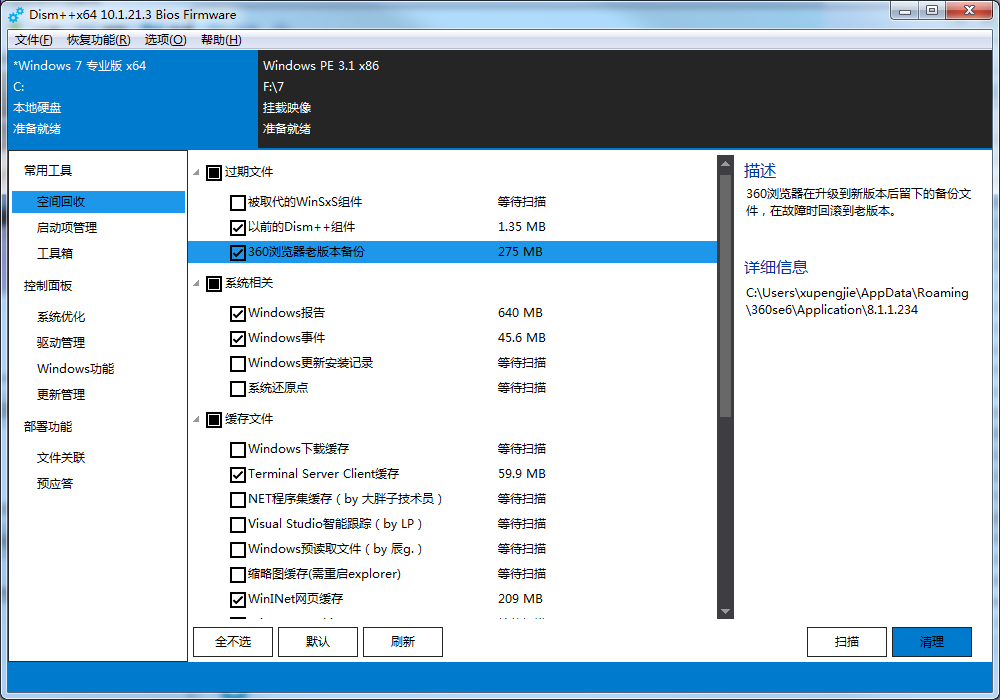 Dism++x64 10.1.21.3 Bios Firmware
文件(F) 恢复功能(R) 选项(O) 帮助(H)
*Windows 7 专业版 x64
C:
本地硬盘
准备就绪
Windows PE 3.1 x86
F:\7
挂载映像
准备就绪
常用工具
空间回收
启动项管理
工具箱
控制面板
系统优化
驱动管理
Windows功能
更新管理
部署功能
文件关联
预应答
过期文件
被取代的WinSxS组件 等待扫描
以前的Dism++组件 1.35 MB
360浏览器老版本备份 275 MB
系统相关
Windows报告 640 MB
Windows事件 45.6 MB
Windows更新安装记录 等待扫描
系统还原点 等待扫描
缓存文件
Windows下载缓存 等待扫描
Terminal Server Client缓存 59.9 MB
NET程序集缓存（by 大胖子技术员） 等待扫描
Visual Studio智能跟踪（by LP） 等待扫描
Windows预读取文件（by 辰g.） 等待扫描
缩略图缓存(需重启explorer) 等待扫描
WinINet网页缓存 209 MB
全不选 默认 刷新
描述
360浏览器在升级到新版本后留下的备份文
件，在故障时回滚到老版本。
详细信息
C:\Users\xupengjie\AppData\Roaming
\360se6\Application\8.1.1.234
扫描 清理